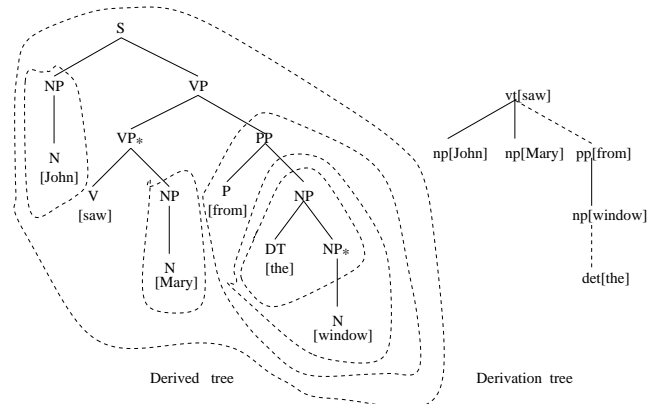 S
NP VP
VP* PP
vt[saw]
N
[John]
V
[saw]
NP
P
[from]
NP
np[John] np[Mary] pp[from]
DT
[the]
NP*
np[window]
N
[Mary]
det[the]
N
[window]
Derived tree Derivation tree